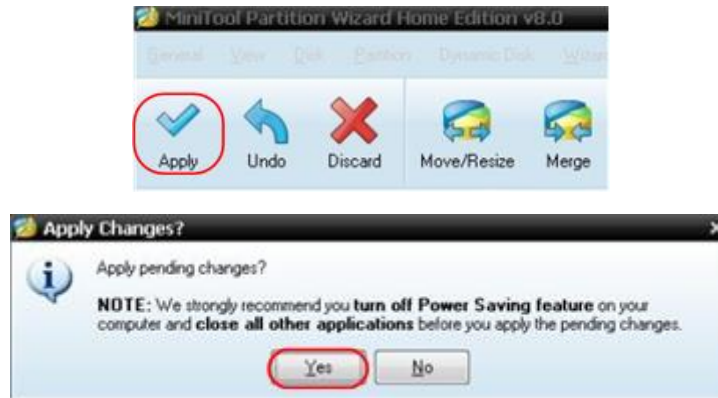 MiniTool Partition Wizard Home Edition v8.0
General View Disk Partition Dynamic Disk
Apply Undo Discard Move/Resize Merge
Apply Changes?
Apply pending changes?
NOTE: We strongly recommend you turn off Power Saving feature on your
computer and close all other applications before you apply the pending changes.
Yes No